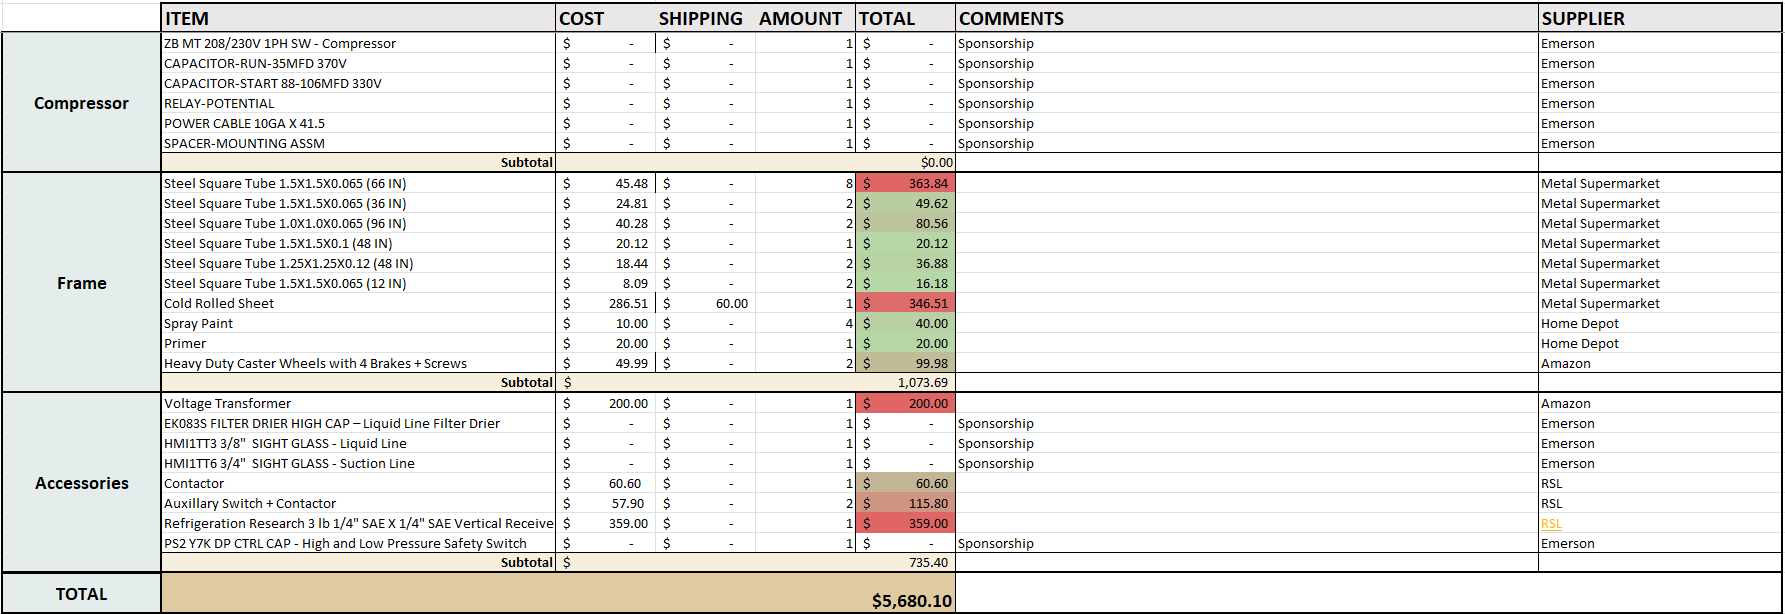 ITEM COST SHIPPING AMOUNT TOTAL COMMENTS SUPPLIER
Compressor
ZB MT 208/230V 1PH SW - Compressor $ - $ - 1 $ - Sponsorship Emerson
CAPACITOR-RUN-35MFD 370V $ - $ - 1 $ - Sponsorship Emerson
CAPACITOR-START 88-106MFD 330V $ - $ - 1 $ - Sponsorship Emerson
RELAY-POTENTIAL $ - $ - 1 $ - Sponsorship Emerson
POWER CABLE 10GA X 41.5 $ - $ - 1 $ - Sponsorship Emerson
SPACER-MOUNTING ASSM $ - $ - 1 $ - Sponsorship Emerson
Subtotal $0.00
Frame
Steel Square Tube 1.5X1.5X0.065 (66 IN) $ 45.48 $ - 8 $ 363.84 Metal Supermarket
Steel Square Tube 1.5X1.5X0.065 (36 IN) $ 24.81 $ - 2 $ 49.62 Metal Supermarket
Steel Square Tube 1.0X1.0X0.065 (96 IN) $ 40.28 $ - 2 $ 80.56 Metal Supermarket
Steel Square Tube 1.5X1.5X0.1 (48 IN) $ 20.12 $ - 1 $ 20.12 Metal Supermarket
Steel Square Tube 1.25X1.25X0.12 (48 IN) $ 18.44 $ - 2 $ 36.88 Metal Supermarket
Steel Square Tube 1.5X1.5X0.065 (12 IN) $ 8.09 $ - 2 $ 16.18 Metal Supermarket
Cold Rolled Sheet $ 286.51 $ 60.00 1 $ 346.51 Metal Supermarket
Spray Paint $ 10.00 $ - 4 $ 40.00 Home Depot
Primer $ 20.00 $ - 1 $ 20.00 Home Depot
Heavy Duty Caster Wheels with 4 Brakes + Screws $ 49.99 $ - 2 $ 99.98 Amazon
Subtotal $ 1,073.69
Accessories
Voltage Transformer $ 200.00 $ - 1 $ 200.00 Amazon
EK083S FILTER DRIER HIGH CAP – Liquid Line Filter Drier $ - $ - 1 $ - Sponsorship Emerson
HMI1TT3 3/8" SIGHT GLASS - Liquid Line $ - $ - 1 $ - Sponsorship Emerson
HMI1TT6 3/4" SIGHT GLASS - Suction Line $ - $ - 1 $ - Sponsorship Emerson
Contactor $ 60.60 $ - 1 $ 60.60 RSL
Auxillary Switch + Contactor $ 57.90 $ - 2 $ 115.80 RSL
Refrigeration Research 3 lb 1/4" SAE X 1/4" SAE Vertical Receive $ 359.00 $ - 1 $ 359.00 RSL
PS2 Y7K DP CTRL CAP - High and Low Pressure Safety Switch $ - $ - 1 $ - Sponsorship Emerson
Subtotal $ 735.40
TOTAL $5,680.10